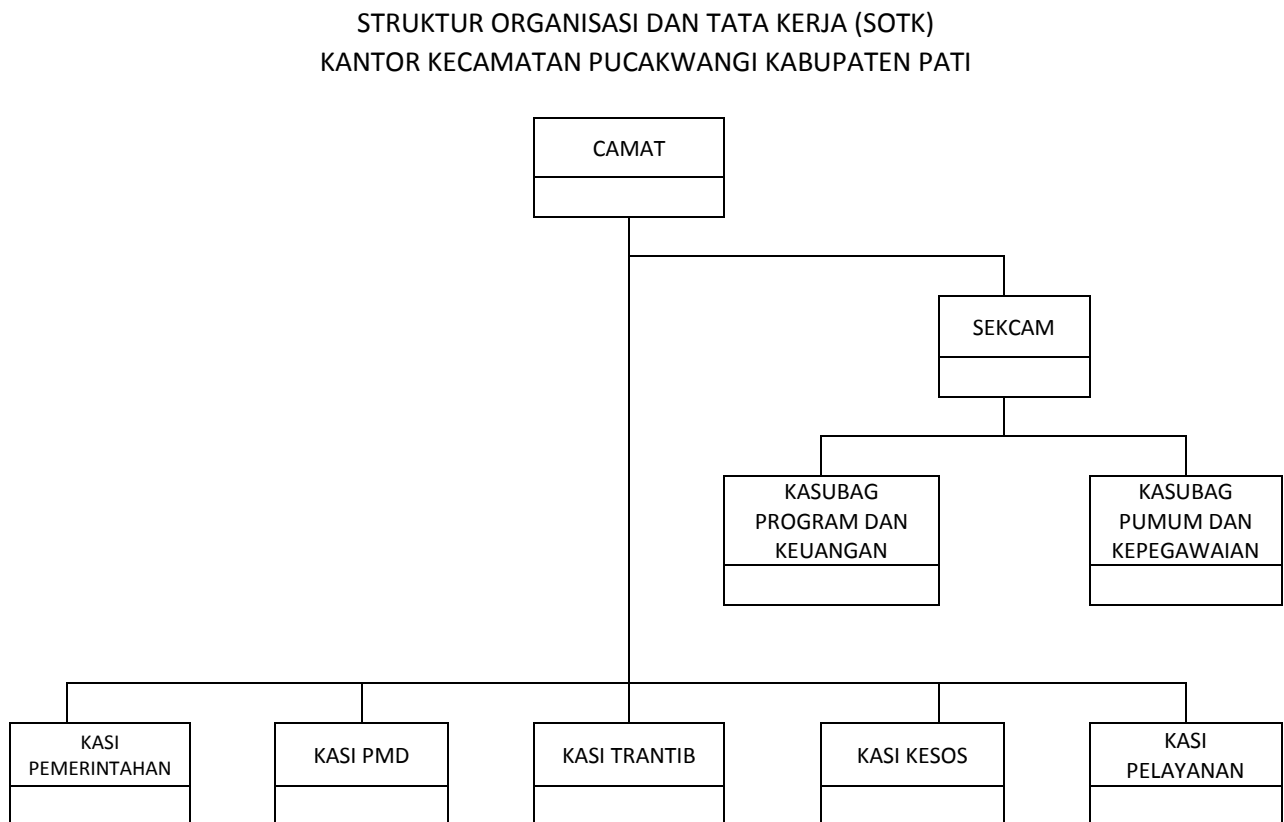 STRUKTUR ORGANISASI DAN TATA KERJA (SOTK)
KANTOR KECAMATAN PUCAKWANGI KABUPATEN PATI
CAMAT
SEKCAM
KASUBAG
PROGRAM DAN
KEUANGAN
KASUBAG
PUMUM DAN
KEPEGAWAIAN
KASI
PEMERINTAHAN
KASI PMD
KASI TRANTIB
KASI KESOS
KASI
PELAYANAN